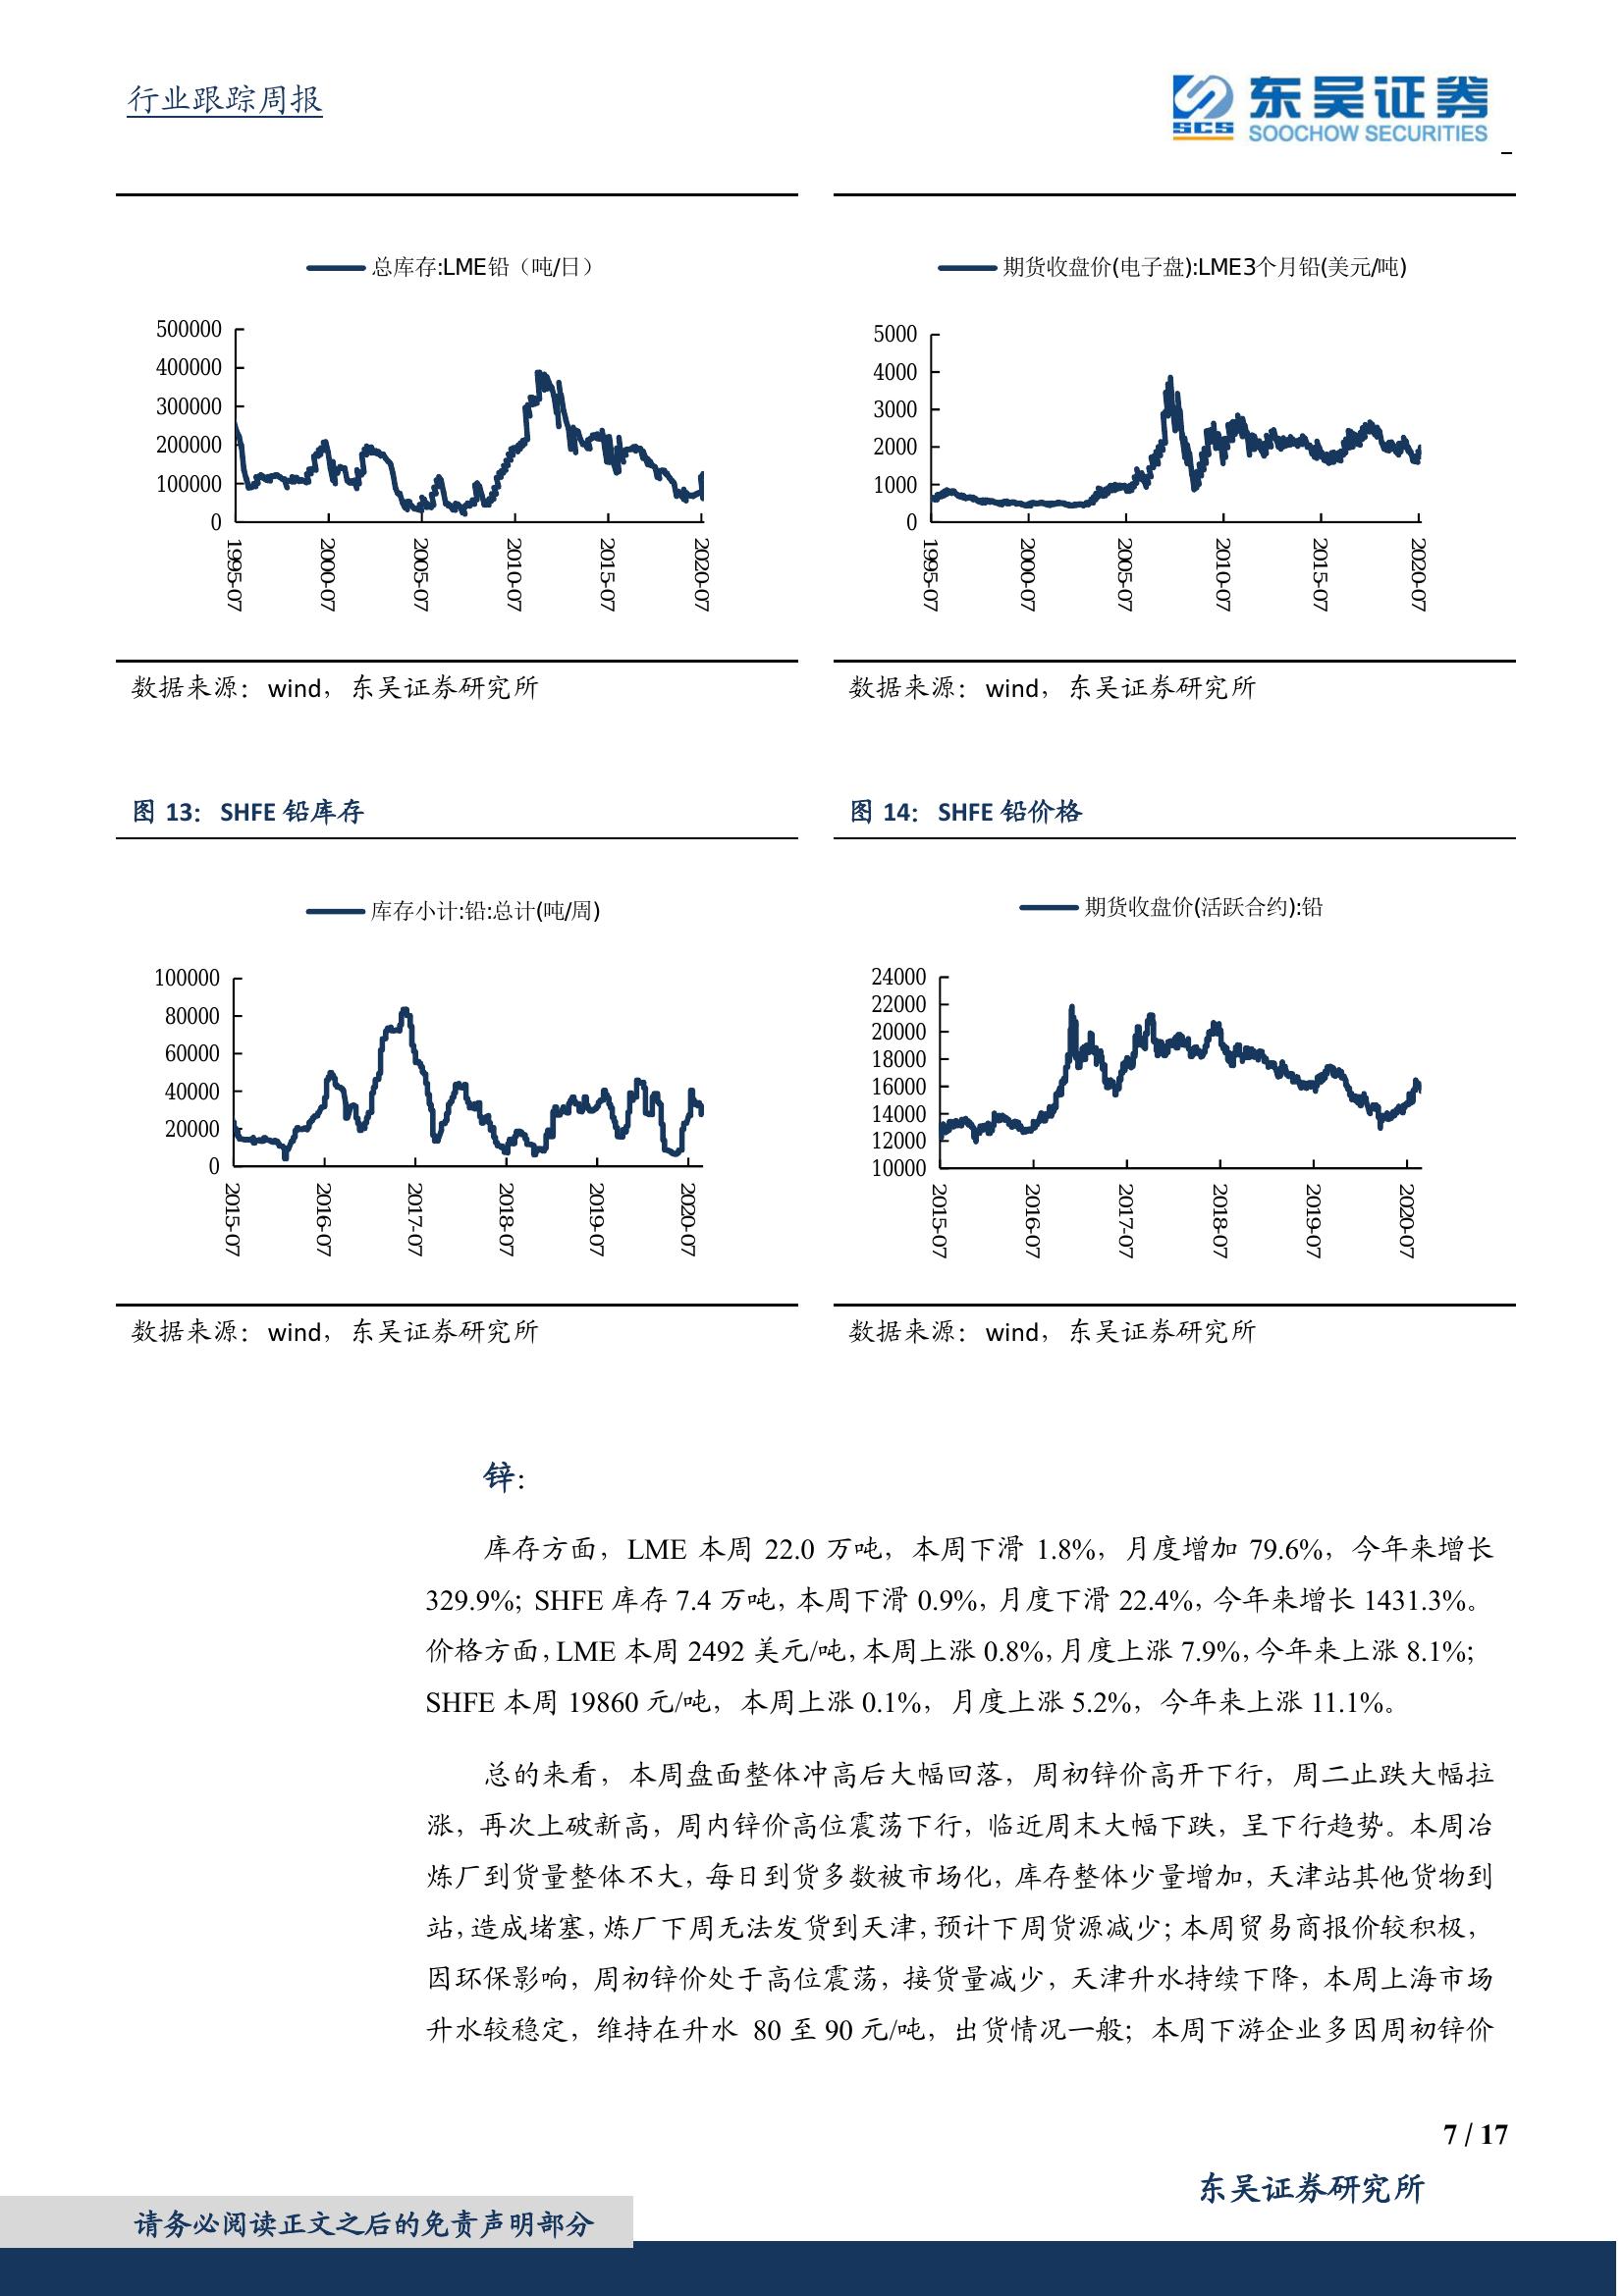 行业跟踪周报
SCS 东吴证券
SOOCHOW SECURITIES
总库存:LME铅（吨/日）
500000
400000
300000
200000
100000
0
1995-07
2000-07
2005-07
2010-07
2015-07
2020-07
数据来源：wind，东吴证券研究所
期货收盘价(电子盘):LME3个月铅(美元/吨)
5000
4000
3000
2000
1000
0
1995-07
2000-07
2005-07
2010-07
2015-07
2020-07
数据来源：wind，东吴证券研究所
图 13：SHFE 铅库存
库存小计:铅:总计(吨/周)
100000
80000
60000
40000
20000
0
2015-07
2016-07
2017-07
2018-07
2019-07
2020-07
数据来源：wind，东吴证券研究所
图 14：SHFE 铅价格
期货收盘价(活跃合约):铅
24000
22000
20000
18000
16000
14000
12000
10000
2015-07
2016-07
2017-07
2018-07
2019-07
2020-07
数据来源：wind，东吴证券研究所
锌：
库存方面，LME 本周 22.0 万吨，本周下滑 1.8%，月度增加 79.6%，今年来增长
329.9%；SHFE 库存 7.4 万吨，本周下滑 0.9%，月度下滑 22.4%，今年来增长 1431.3%。
价格方面，LME 本周 2492 美元/吨，本周上涨 0.8%，月度上涨 7.9%，今年来上涨 8.1%；
SHFE 本周 19860 元/吨，本周上涨 0.1%，月度上涨 5.2%，今年来上涨 11.1%。
总的来看，本周盘面整体冲高后大幅回落，周初锌价高开下行，周二止跌大幅拉
涨，再次上破新高，周内锌价高位震荡下行，临近周末大幅下跌，呈下行趋势。本周冶
炼厂到货量整体不大，每日到货多数被市场化，库存整体少量增加，天津站其他货物到
站，造成堵塞，炼厂下周无法发货到天津，预计下周货源减少；本周贸易商报价较积极，
因环保影响，周初锌价处于高位震荡，接货量减少，天津升水持续下降，本周上海市场
升水较稳定，维持在升水 80 至 90 元/吨，出货情况一般；本周下游企业多因周初锌价
7 / 17
东吴证券研究所
请务必阅读正文之后的免责声明部分